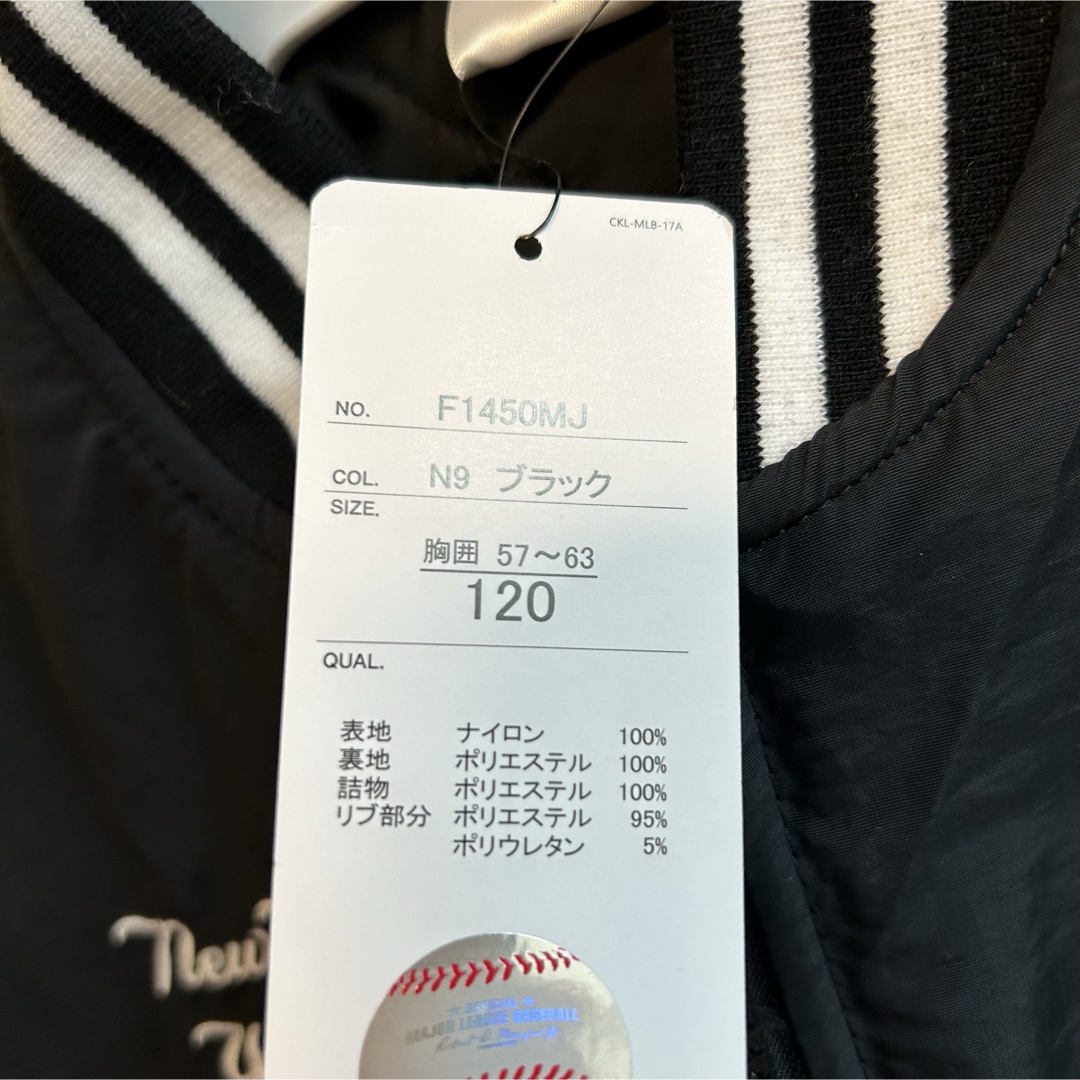 CKL-MLB-17A
NO. F1450MJ
COL. N9 ブラック
SIZE.
胸囲 57～63
120
QUAL.
表地 ナイロン 100%
裏地 ポリエステル 100%
詰物 ポリエステル 100%
リブ部分 ポリエステル 95%
ポリウレタン 5%
New
OFFICIAL
MAJOR LEAGUE BASEBALL